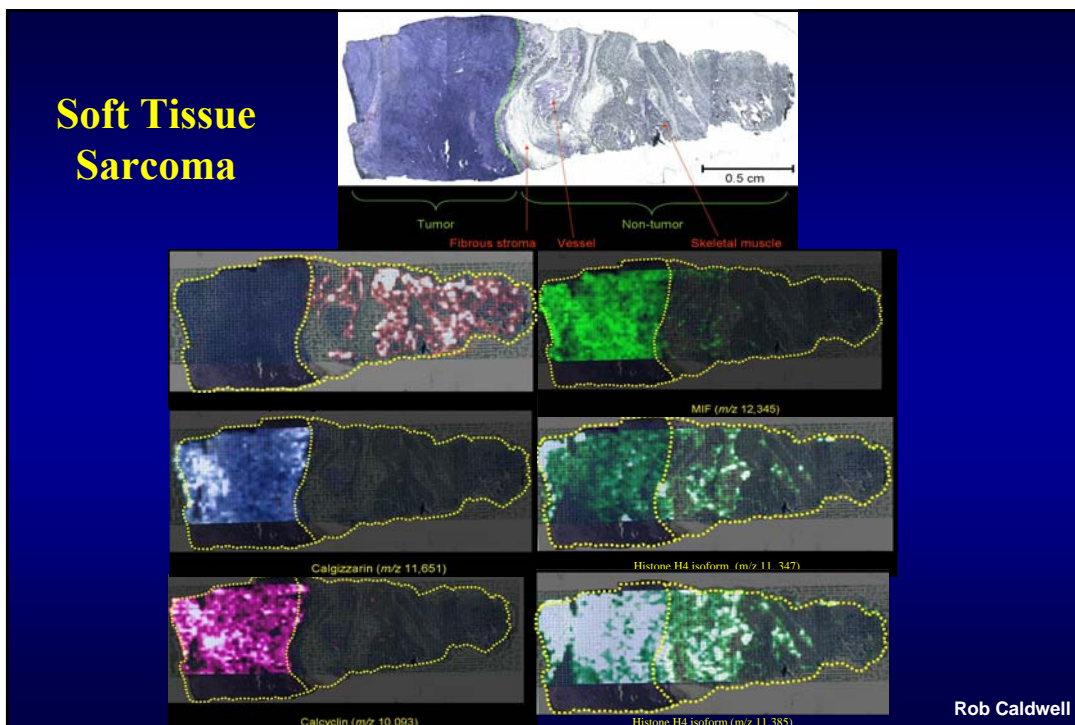 Soft Tissue
Sarcoma
0.5 cm
Tumor
Non-tumor
Fibrous stroma
Vessel
Skeletal muscle
MIF (m/z 12,345)
Calgizzarin (m/z 11,651)
Histone H4 isoform (m/z 11, 347)
Calcyclin (m/z 10,093)
Histone H4 isoform (m/z 11,385)
Rob Caldwell